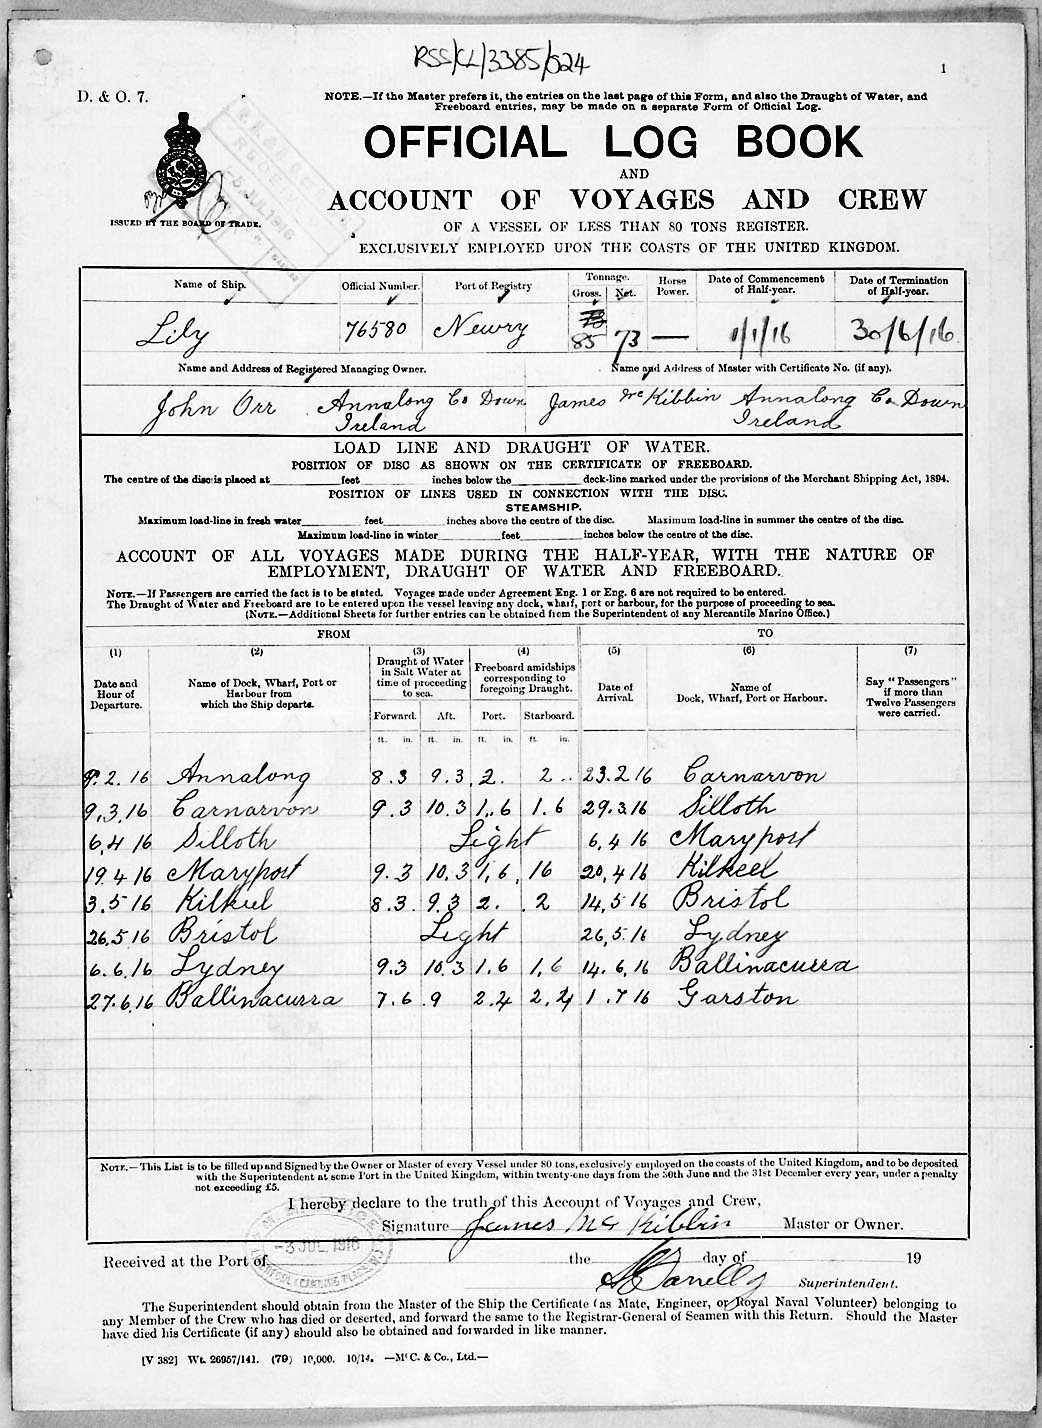 RSS/CL/3385/524
1
D. & O. 7.
NOTE.—If the Master prefers it, the entries on the last page of this Form, and also the Draught of Water, and
Freeboard entries, may be made on a separate Form of Official Log.
OFFICIAL LOG BOOK
AND
ACCOUNT OF VOYAGES AND CREW
OF A VESSEL OF LESS THAN 80 TONS REGISTER.
EXCLUSIVELY EMPLOYED UPON THE COASTS OF THE UNITED KINGDOM.
ISSUED BY THE BOARD OF TRADE.
Name of Ship. Official Number. Port of Registry Tonnage. Gross. Net. Horse Power. Date of Commencement of Half-year. Date of Termination of Half-year.
Lily 76580 Newry 73 85 73 — 1/1/16 30/6/16
Name and Address of Registered Managing Owner. Name and Address of Master with Certificate No. (if any).
John Orr Annalong Co Down Ireland James McKibbin Annalong Co Down Ireland
LOAD LINE AND DRAUGHT OF WATER.
POSITION OF DISC AS SHOWN ON THE CERTIFICATE OF FREEBOARD.
The centre of the disc is placed at feet inches below the deck-line marked under the provisions of the Merchant Shipping Act, 1894.
POSITION OF LINES USED IN CONNECTION WITH THE DISC.
STEAMSHIP.
Maximum load-line in fresh water feet inches above the centre of the disc. Maximum load-line in summer the centre of the disc.
Maximum load-line in winter feet inches below the centre of the disc.
ACCOUNT OF ALL VOYAGES MADE DURING THE HALF-YEAR, WITH THE NATURE OF
EMPLOYMENT, DRAUGHT OF WATER AND FREEBOARD.
NOTE.—If Passengers are carried the fact is to be stated. Voyages made under Agreement Eng. 1 or Eng. 6 are not required to be entered.
The Draught of Water and Freeboard are to be entered upon the vessel leaving any dock, wharf, port or harbour, for the purpose of proceeding to sea.
(NOTE.—Additional Sheets for further entries can be obtained from the Superintendent of any Mercantile Marine Office.)
FROM TO
(1) (2) (3) (4) (5) (6) (7)
Date and Hour of Departure. Name of Dock, Wharf, Port or Harbour from which the Ship departs. Draught of Water in Salt Water at time of proceeding to sea. Freeboard amidships corresponding to foregoing Draught. Date of Arrival. Name of Dock, Wharf, Port or Harbour. Say "Passengers" if more than Twelve Passengers were carried.
Forward. Aft. Port. Starboard.
ft. in. ft. in. ft. in. ft. in.
9.2.16 Annalong 8.3 9.3 2. 2.. 23.2.16 Carnarvon
9.3.16 Carnarvon 9.3 10.3 1.6 1.6 29.3.16 Silloth
6.4.16 Silloth Light 6.4.16 Maryport
19.4.16 Maryport 9.3 10.3 1.6 16 20.4.16 Kilkeel
3.5.16 Kilkeel 8.3 9.3 2. 2 14.5.16 Bristol
26.5.16 Bristol Light 26.5.16 Lydney
6.6.16 Lydney 9.3 10.3 1.6 1.6 14.6.16 Ballinacurra
27.6.16 Ballinacurra 7.6 9 2.4 2.4 1.7.16 Garston
NOTE.—This List is to be filled up and Signed by the Owner or Master of every Vessel under 80 tons, exclusively employed on the coasts of the United Kingdom, and to be deposited
with the Superintendent at some Port in the United Kingdom, within twenty-one days from the 30th June and the 31st December every year, under a penalty
not exceeding £5.
I hereby declare to the truth of this Account of Voyages and Crew,
Signature James McKibbin Master or Owner.
-3 JUL. 1916
Received at the Port of the day of 19
Superintendent.
The Superintendent should obtain from the Master of the Ship the Certificate (as Mate, Engineer, or Royal Naval Volunteer) belonging to
any Member of the Crew who has died or deserted, and forward the same to the Registrar-General of Seamen with this Return. Should the Master
have died his Certificate (if any) should also be obtained and forwarded in like manner.
[V 382] Wt. 26957/141. (79) 10,000. 10/14. —McC. & Co., Ltd.—